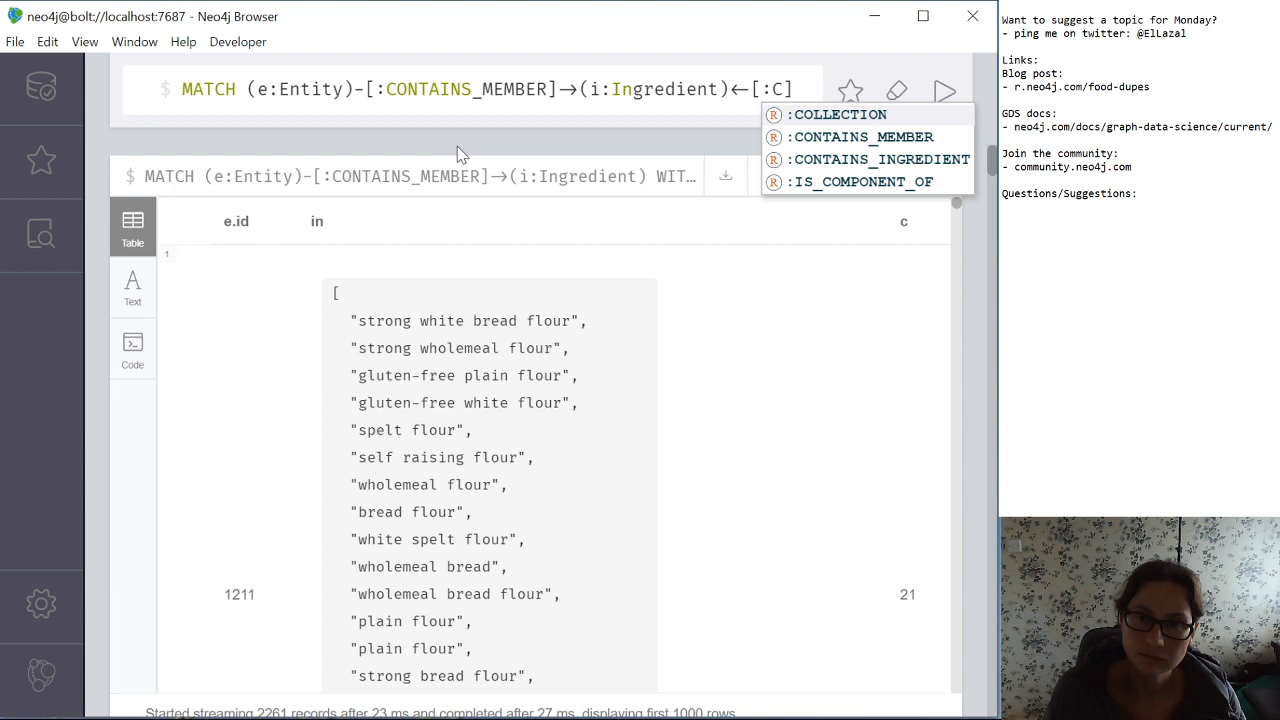 neo4j@bolt://localhost:7687 - Neo4j Browser
File Edit View Window Help Developer
$ MATCH (e:Entity)-[:CONTAINS_MEMBER]→(i:Ingredient)←[:C]
R :COLLECTION
R :CONTAINS_MEMBER
R :CONTAINS_INGREDIENT
R :IS_COMPONENT_OF
$ MATCH (e:Entity)-[:CONTAINS_MEMBER]→(i:Ingredient) WIT…
Table
Text
Code
e.id in c
1
[
"strong white bread flour",
"strong wholemeal flour",
"gluten-free plain flour",
"gluten-free white flour",
"spelt flour",
"self raising flour",
"wholemeal flour",
"bread flour",
"white spelt flour",
"wholemeal bread",
1211 "wholemeal bread flour", 21
"plain flour",
"plain flour",
"strong bread flour",
Started streaming 2261 records after 23 ms and completed after 27 ms, displaying first 1000 rows.
Want to suggest a topic for Monday?
- ping me on twitter: @ElLazal
Links:
Blog post:
- r.neo4j.com/food-dupes
GDS docs:
- neo4j.com/docs/graph-data-science/current/
Join the community:
- community.neo4j.com
Questions/Suggestions: